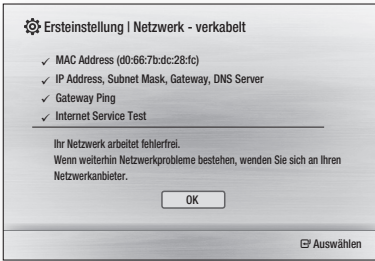 Ersteinstellung | Netzwerk - verkabelt
✓ MAC Address (d0:66:7b:dc:28:fc)
✓ IP Address, Subnet Mask, Gateway, DNS Server
✓ Gateway Ping
✓ Internet Service Test
Ihr Netzwerk arbeitet fehlerfrei.
Wenn weiterhin Netzwerkprobleme bestehen, wenden Sie sich an Ihren
Netzwerkanbieter.
OK
Auswählen